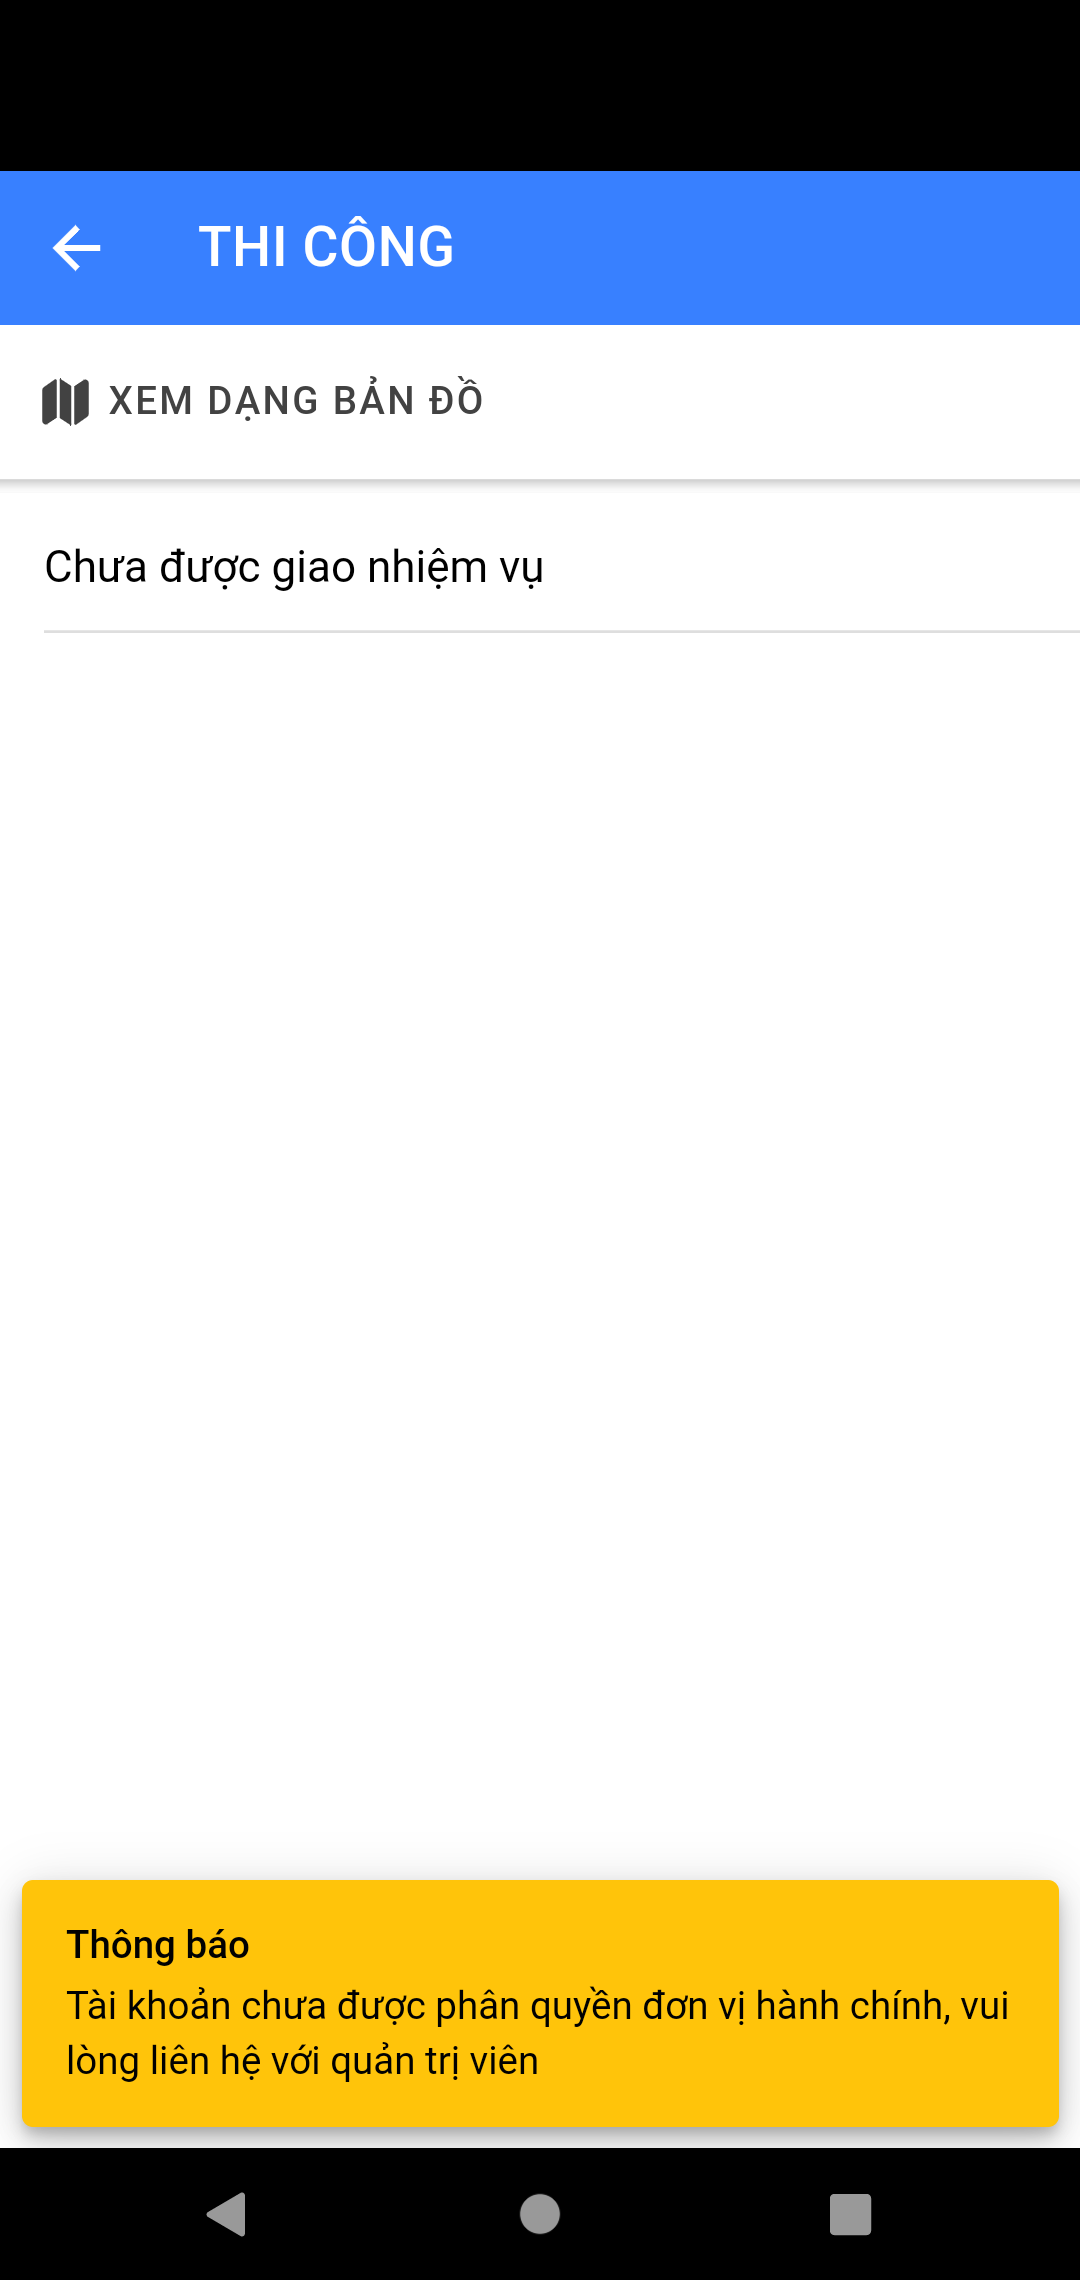 THI CÔNG
XEM DẠNG BẢN ĐỒ
Chưa được giao nhiệm vụ
Thông báo
Tài khoản chưa được phân quyền đơn vị hành chính, vui
lòng liên hệ với quản trị viên